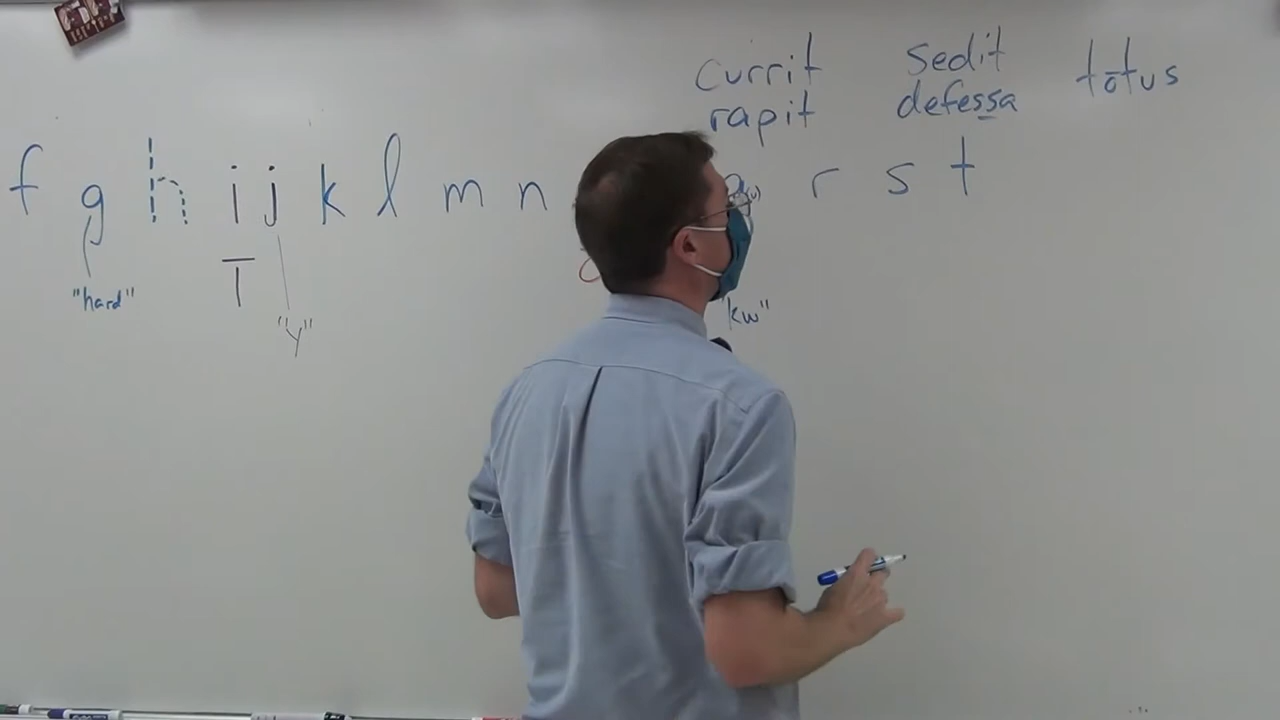 currit sedit tōtus
rapit defessa
f g h i j k l m n q(u) r s t
ī
"hard" "y" "kw"